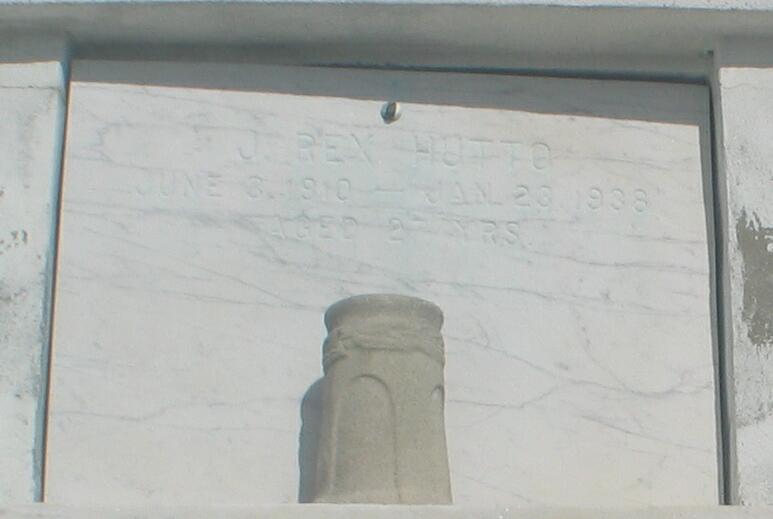 J. REX HUTTO
JUNE 3, 1910 — JAN. 23, 1938
AGED 27 YRS.